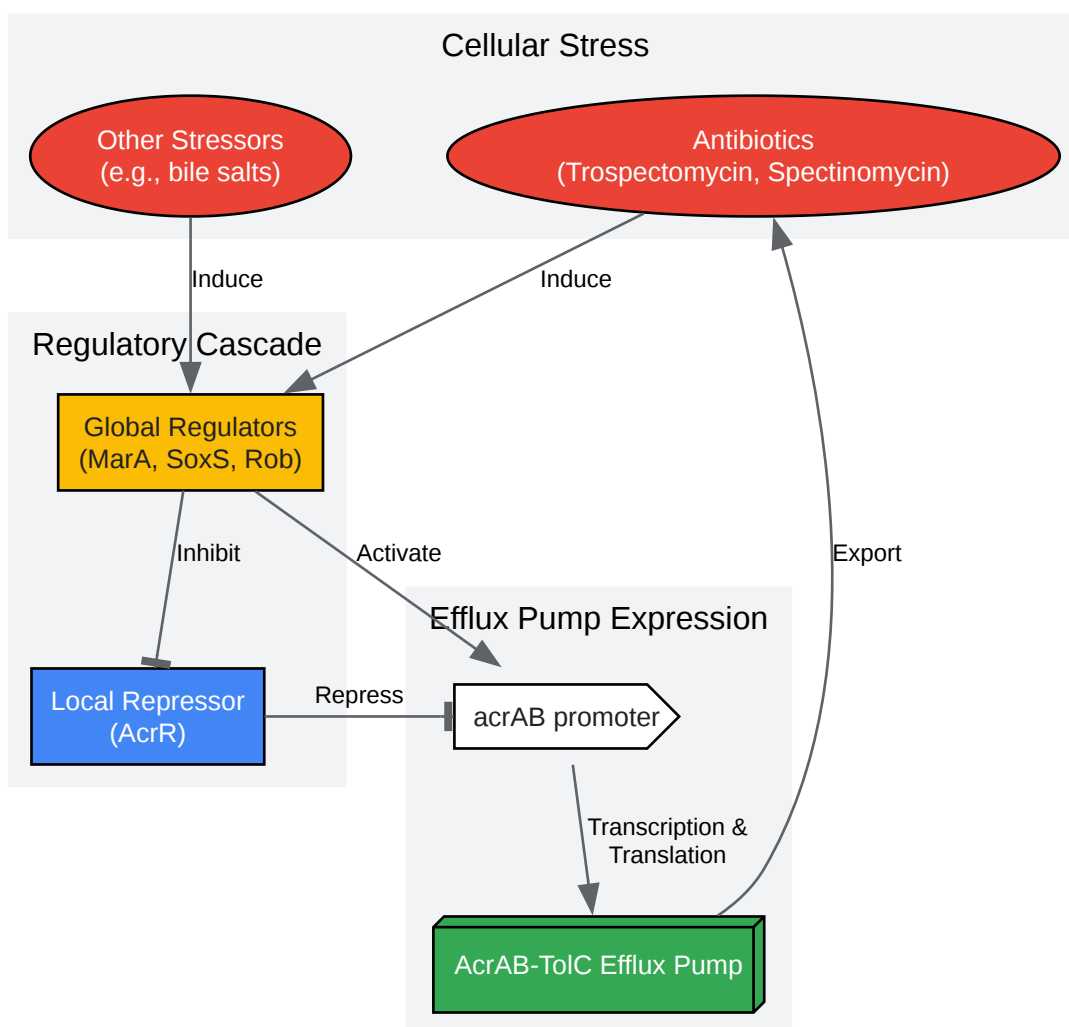 Cellular Stress
Other Stressors
(e.g., bile salts)
Antibiotics
(Trospectomycin, Spectinomycin)
Induce
Induce
Regulatory Cascade
Global Regulators
(MarA, SoxS, Rob)
Inhibit
Activate
Export
Efflux Pump Expression
Local Repressor
(AcrR)
Repress
acrAB promoter
Transcription &
Translation
AcrAB-TolC Efflux Pump